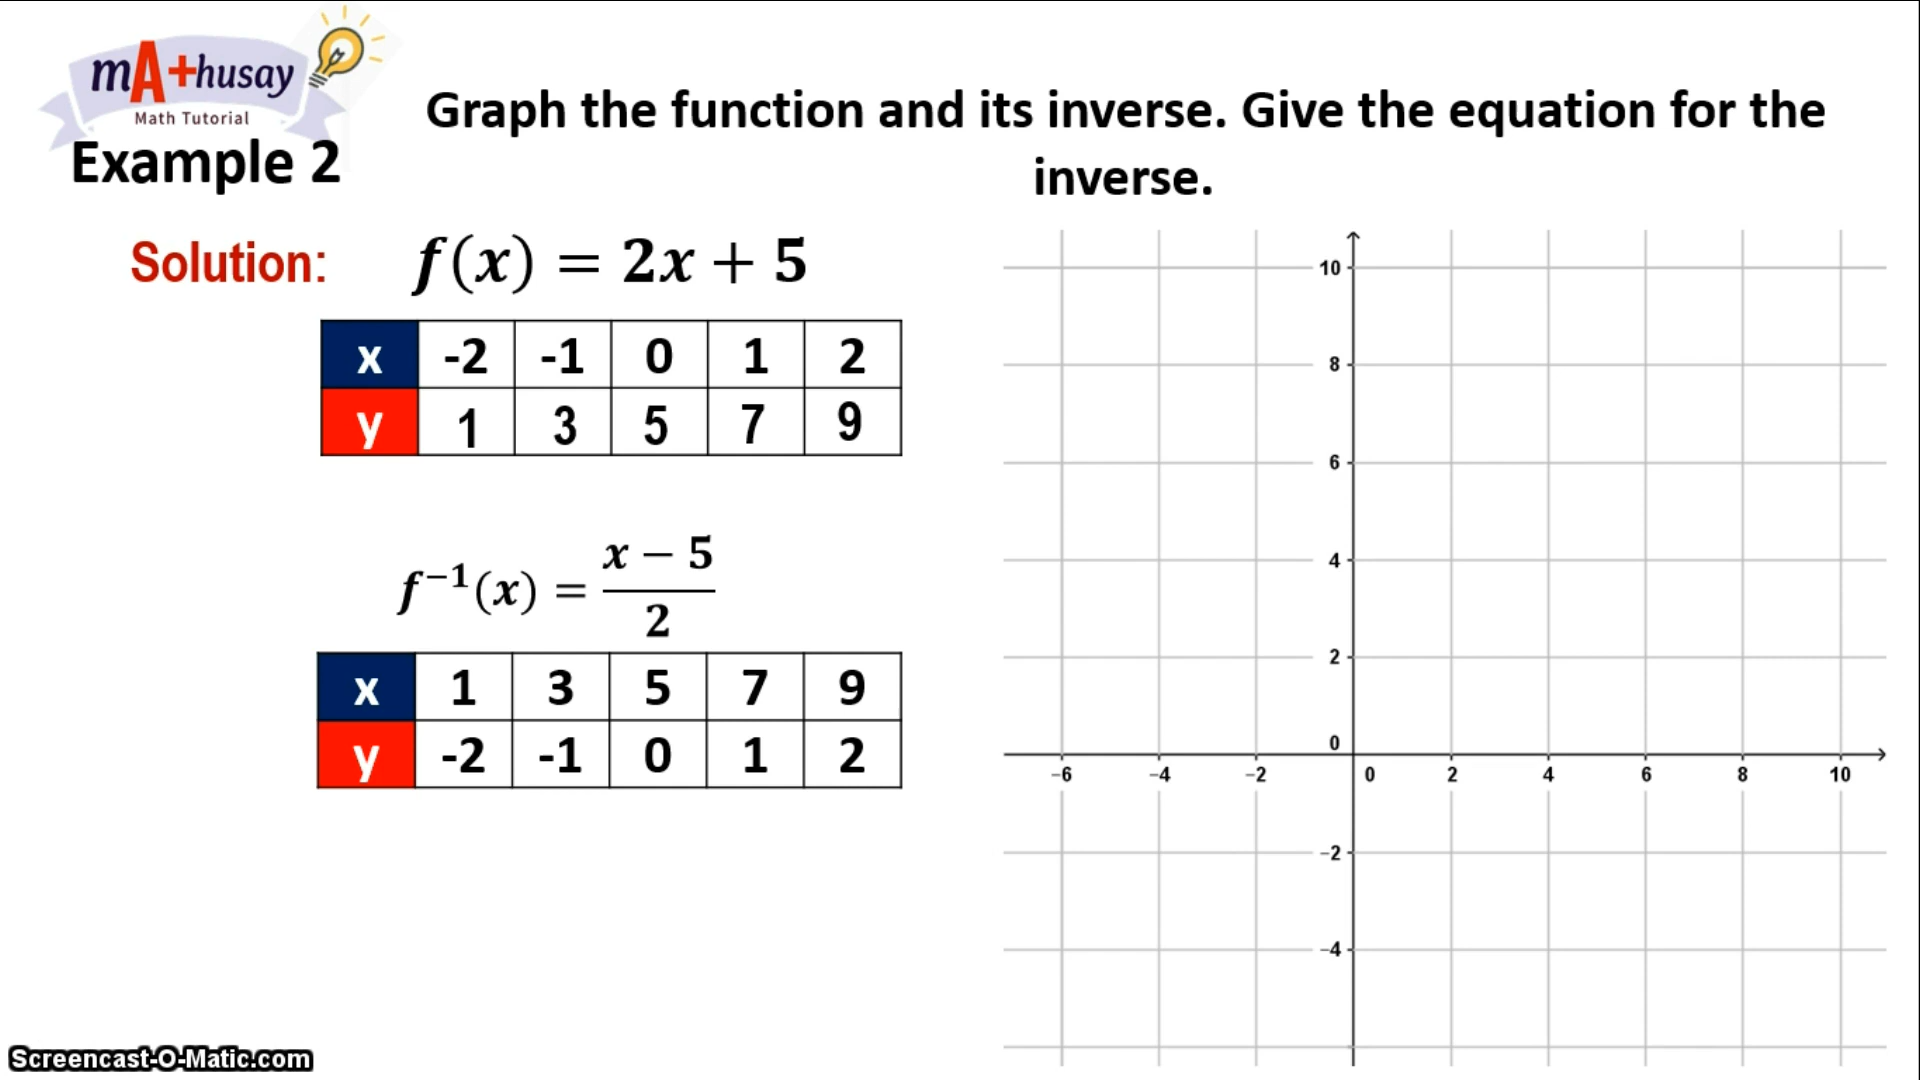 mA+husay
Math Tutorial
Example 2
Graph the function and its inverse. Give the equation for the
inverse.
Solution: f(x) = 2x + 5
x -2 -1 0 1 2
y 1 3 5 7 9
f⁻¹(x) = (x − 5)/2
x 1 3 5 7 9
y -2 -1 0 1 2
10
8
6
4
2
0
−6 −4 −2 0 2 4 6 8 10
−2
−4
Screencast-O-Matic.com